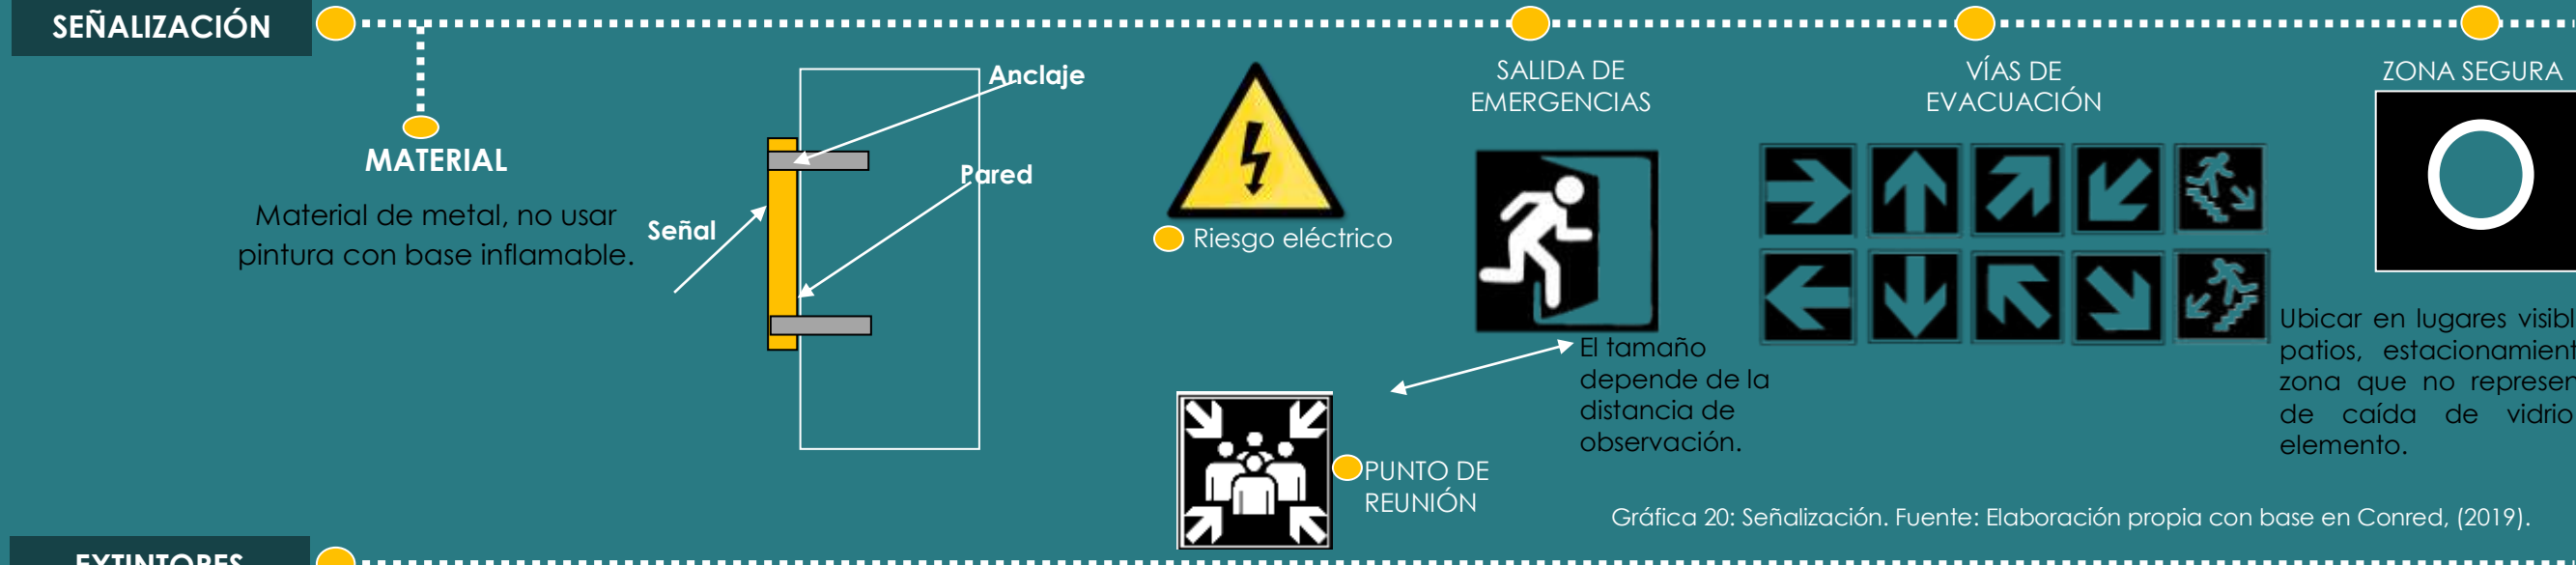 SEÑALIZACIÓN
MATERIAL
Material de metal, no usar
pintura con base inflamable.
Anclaje
Pared
Señal
Riesgo eléctrico
SALIDA DE
EMERGENCIAS
El tamaño
depende de la
distancia de
observación.
PUNTO DE
REUNIÓN
VÍAS DE
EVACUACIÓN
ZONA SEGURA
Ubicar en lugares
patios,
zona que no
de caída de vidrio
elemento.
Gráfica 20: Señalización. Fuente: Elaboración propia con base en Conred, (2019).
EXTINTORES